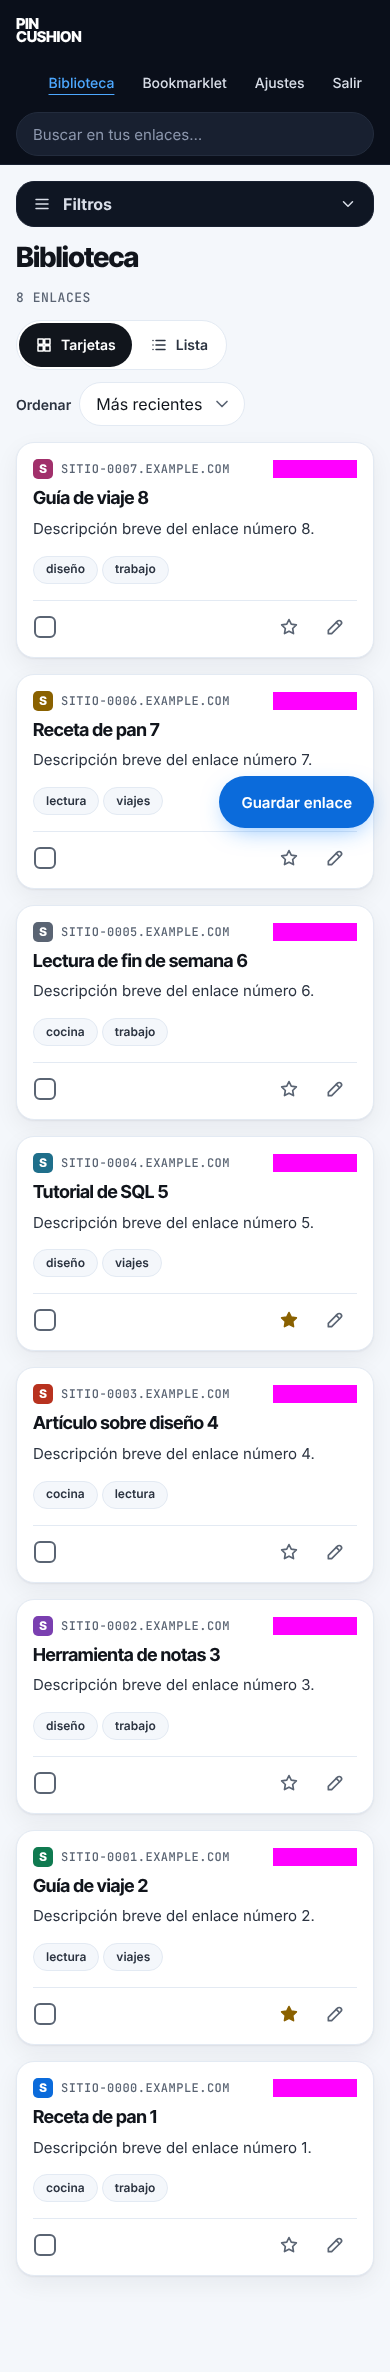 PIN
CUSHION
Biblioteca Bookmarklet Ajustes Salir
Buscar en tus enlaces...
Filtros
Biblioteca
8 ENLACES
Tarjetas Lista
Ordenar Más recientes
S SITIO-0007.EXAMPLE.COM
Guía de viaje 8
Descripción breve del enlace número 8.
diseño trabajo
S SITIO-0006.EXAMPLE.COM
Receta de pan 7
Descripción breve del enlace número 7.
lectura viajes
Guardar enlace
S SITIO-0005.EXAMPLE.COM
Lectura de fin de semana 6
Descripción breve del enlace número 6.
cocina trabajo
S SITIO-0004.EXAMPLE.COM
Tutorial de SQL 5
Descripción breve del enlace número 5.
diseño viajes
S SITIO-0003.EXAMPLE.COM
Artículo sobre diseño 4
Descripción breve del enlace número 4.
cocina lectura
S SITIO-0002.EXAMPLE.COM
Herramienta de notas 3
Descripción breve del enlace número 3.
diseño trabajo
S SITIO-0001.EXAMPLE.COM
Guía de viaje 2
Descripción breve del enlace número 2.
lectura viajes
S SITIO-0000.EXAMPLE.COM
Receta de pan 1
Descripción breve del enlace número 1.
cocina trabajo